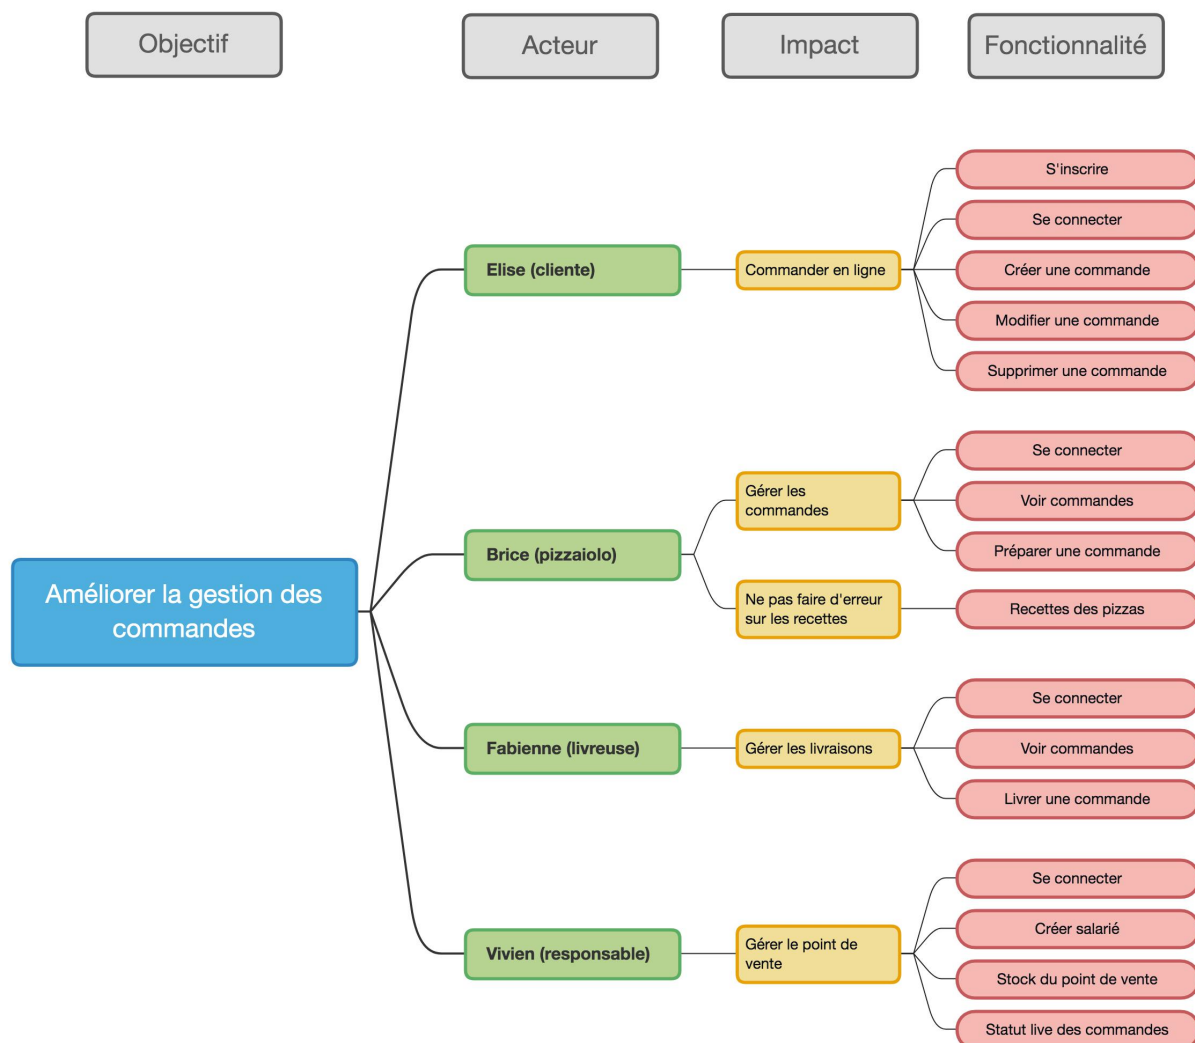 Objectif
Acteur
Impact
Fonctionnalité
Améliorer la gestion des
commandes
Elise (cliente)
Commander en ligne
S'inscrire
Se connecter
Créer une commande
Modifier une commande
Supprimer une commande
Brice (pizzaiolo)
Gérer les
commandes
Se connecter
Voir commandes
Préparer une commande
Ne pas faire d'erreur
sur les recettes
Recettes des pizzas
Fabienne (livreuse)
Gérer les livraisons
Se connecter
Voir commandes
Livrer une commande
Vivien (responsable)
Gérer le point de
vente
Se connecter
Créer salarié
Stock du point de vente
Statut live des commandes